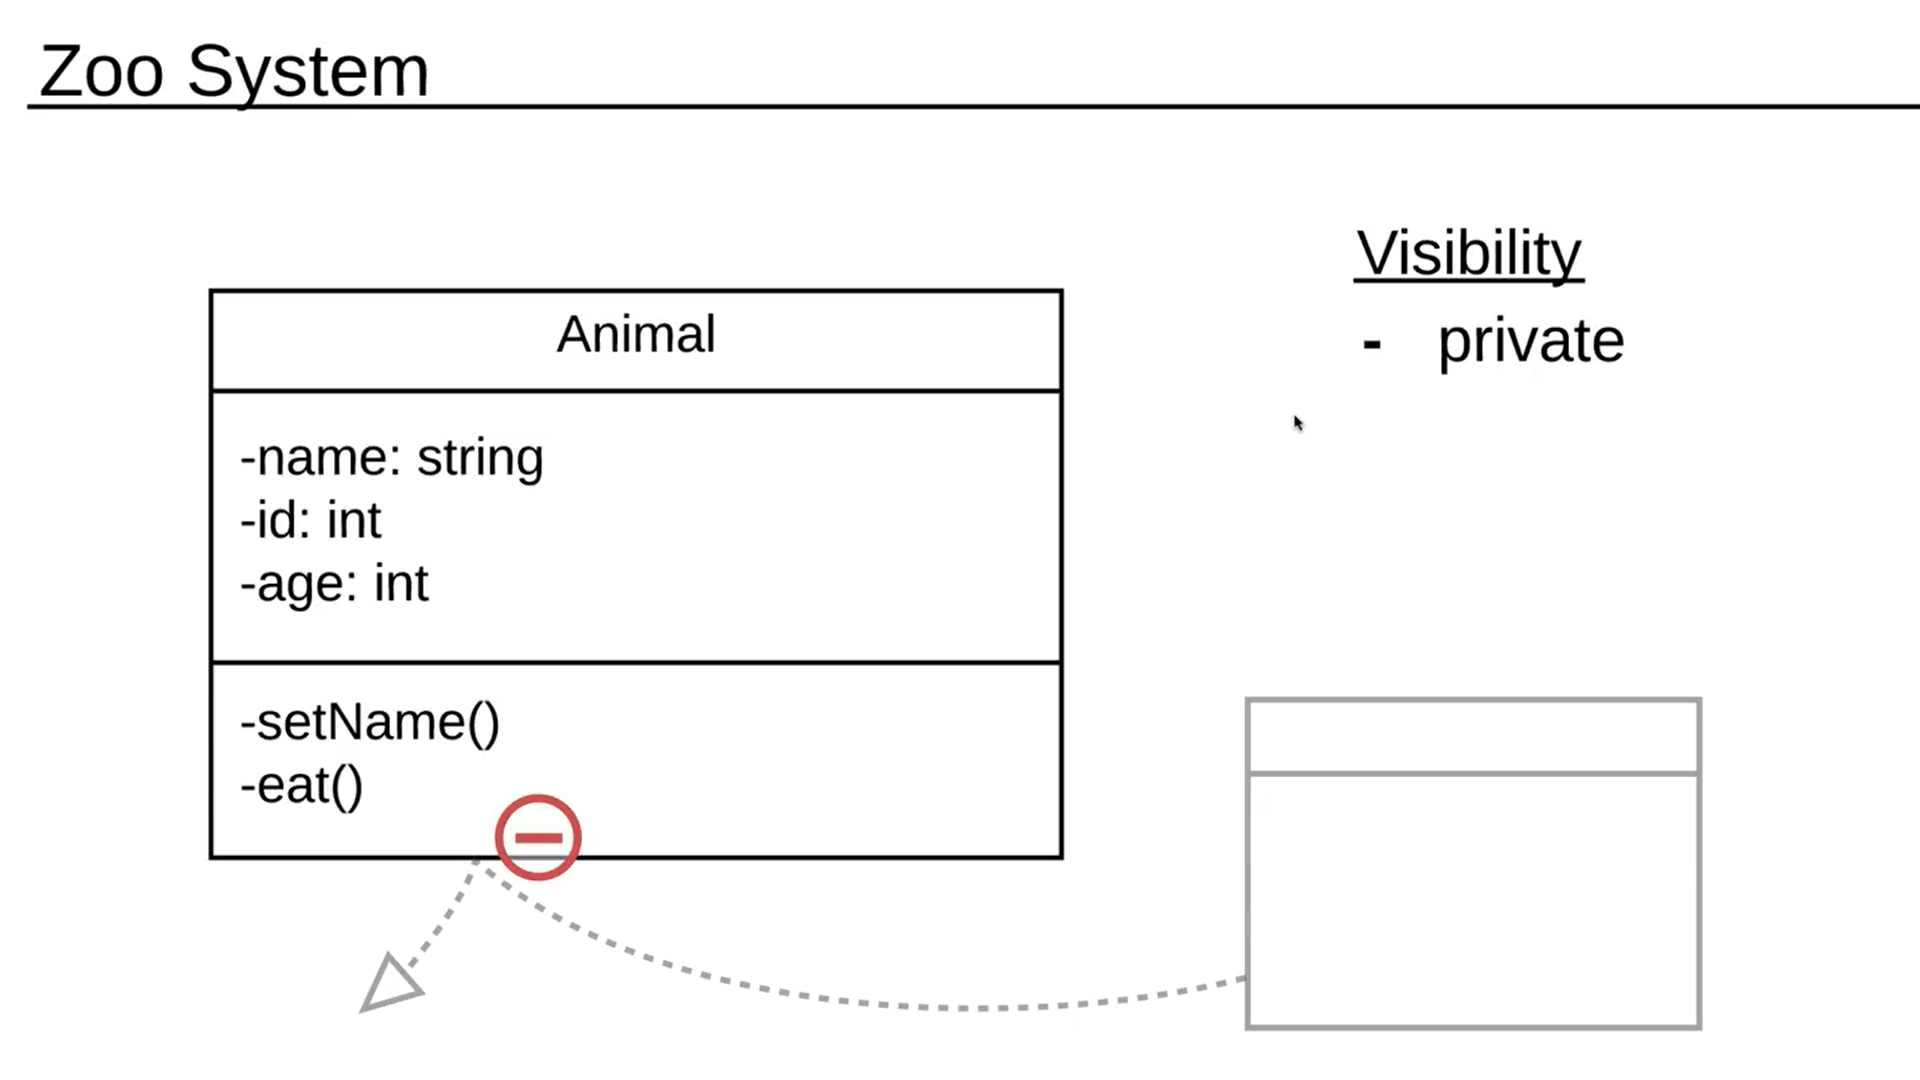 Zoo System
Visibility
- private
Animal
-name: string
-id: int
-age: int
-setName()
-eat()